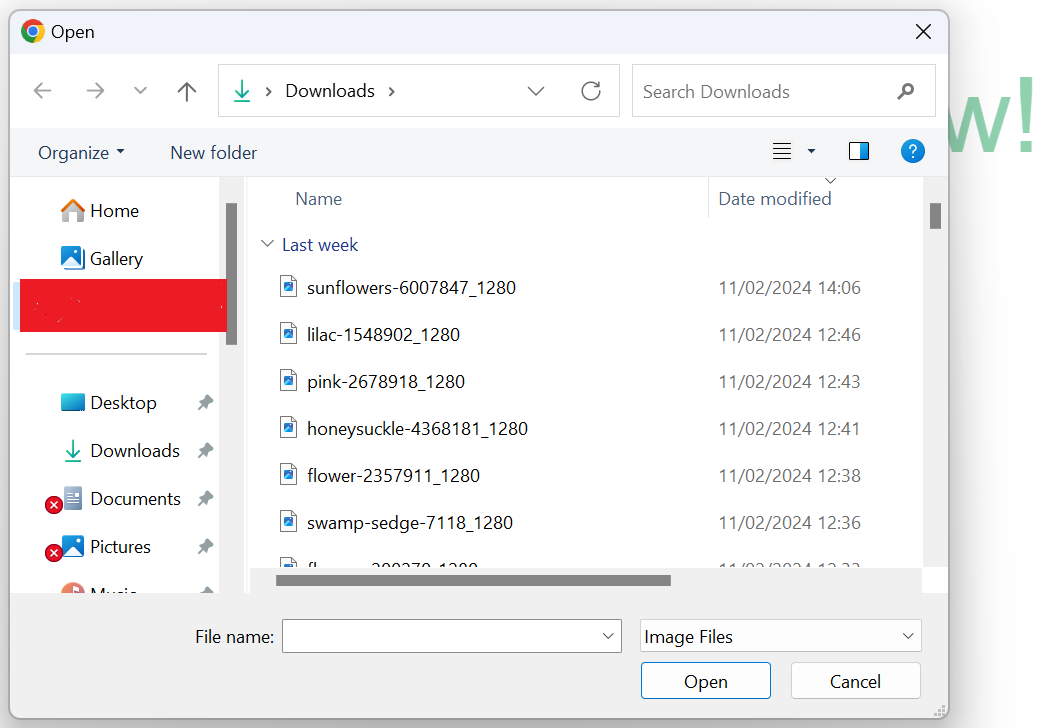 Open
Downloads
Search Downloads
w!
Organize
New folder
?
Name
Date modified
Home
Gallery
Last week
sunflowers-6007847_1280 11/02/2024 14:06
lilac-1548902_1280 11/02/2024 12:46
pink-2678918_1280 11/02/2024 12:43
honeysuckle-4368181_1280 11/02/2024 12:41
flower-2357911_1280 11/02/2024 12:38
swamp-sedge-7118_1280 11/02/2024 12:36
Desktop
Downloads
Documents
Pictures
Music
File name:
Image Files
Open
Cancel